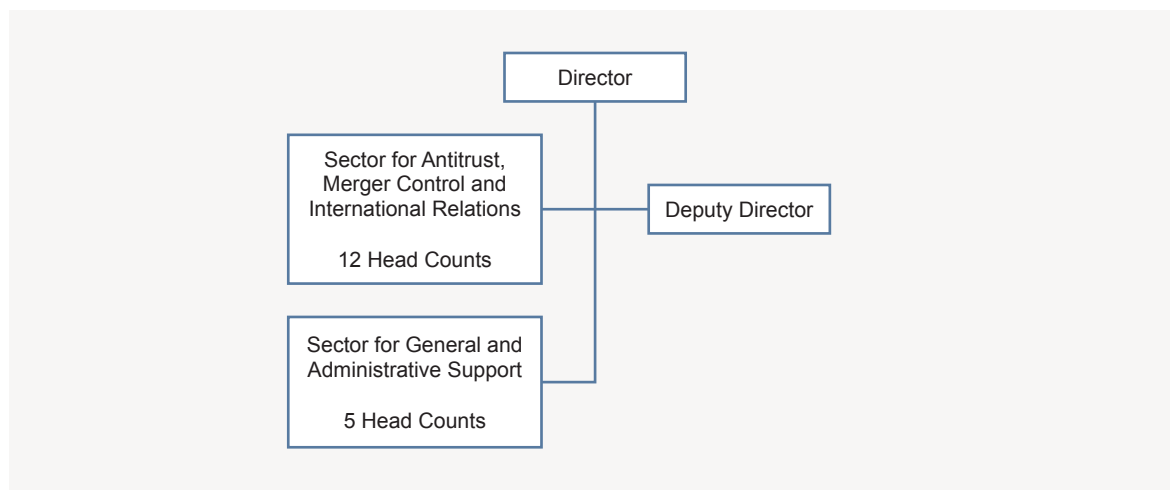 Director
Sector for Antitrust,
Merger Control and
International Relations
12 Head Counts
Deputy Director
Sector for General and
Administrative Support
5 Head Counts